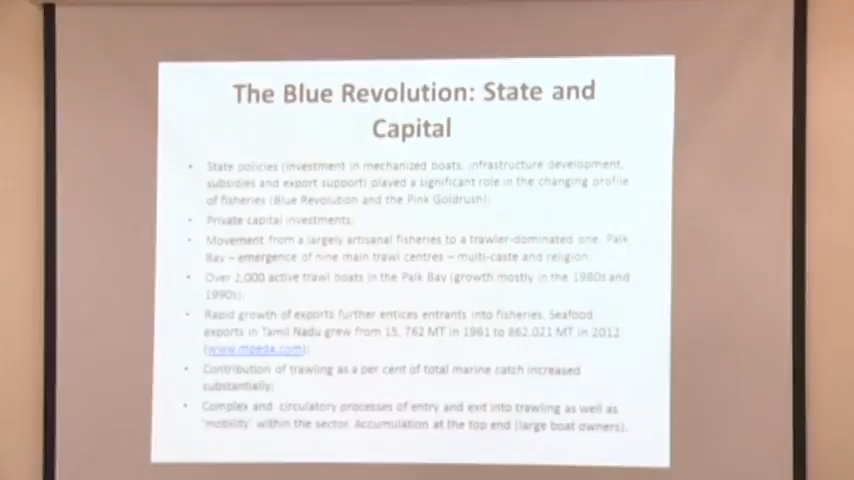 The Blue Revolution: State and
Capital
• State policies (investment in mechanized boats, infrastructure development,
subsidies and export support) played a significant role in the changing profile
of fisheries (Blue Revolution and the Pink Goldrush);
• Private capital investments;
• Movement from a largely artisanal fisheries to a trawler-dominated one. Palk
Bay – emergence of nine main trawl centres – multi-caste and religion.
• Over 2,000 active trawl boats in the Palk Bay (growth mostly in the 1980s and
1990s);
• Rapid growth of exports further entices entrants into fisheries. Seafood
exports in Tamil Nadu grew from 15, 762 MT in 1961 to 862,021 MT in 2012
(www.mpeda.com);
• Contribution of trawling as a per cent of total marine catch increased
substantially;
• Complex and circulatory processes of entry and exit into trawling as well as
'mobility' within the sector. Accumulation at the top end (large boat owners).